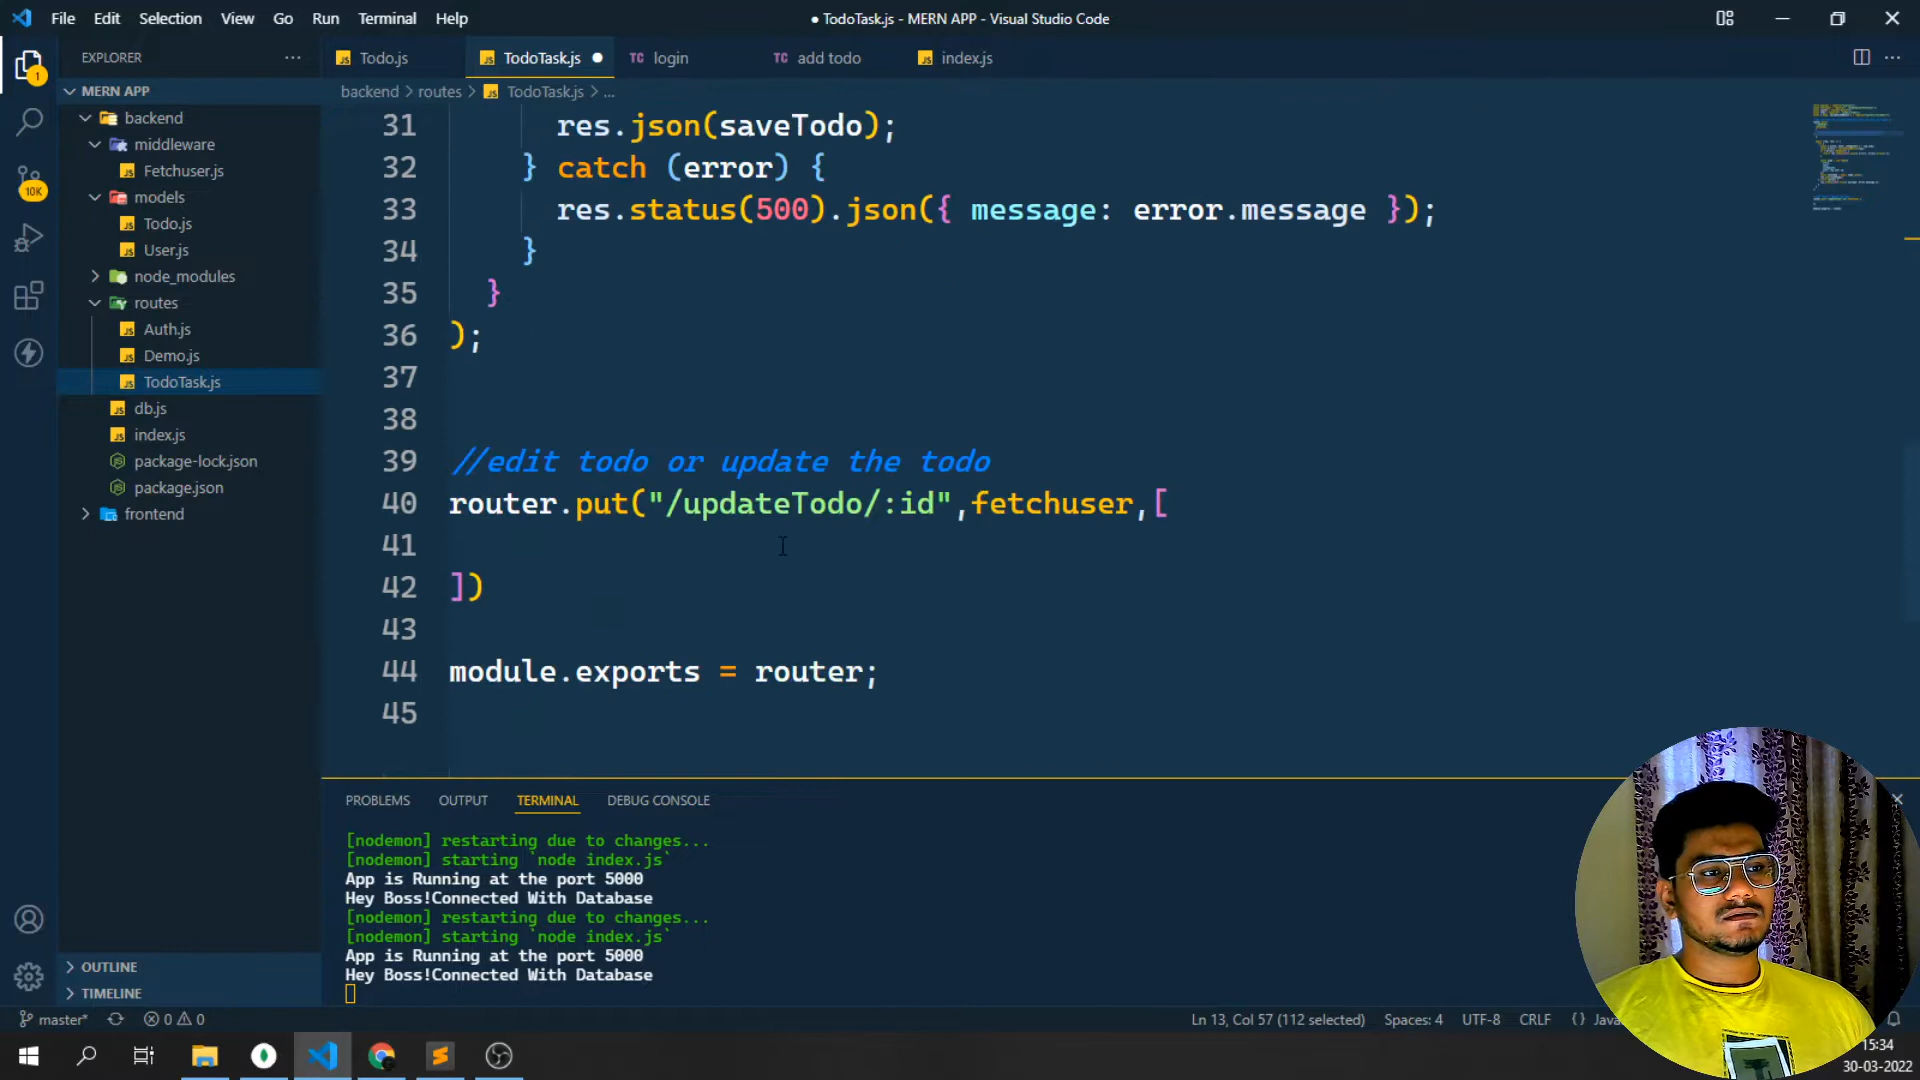 File Edit Selection View Go Run Terminal Help
● TodoTask.js - MERN APP - Visual Studio Code
EXPLORER
Todo.js
TodoTask.js
TC login
TC add todo
index.js
MERN APP
backend > routes > TodoTask.js > ...
backend
middleware
Fetchuser.js
models
Todo.js
User.js
node_modules
routes
Auth.js
Demo.js
TodoTask.js
db.js
index.js
package-lock.json
package.json
frontend
1
10K
31 res.json(saveTodo);
32 } catch (error) {
33 res.status(500).json({ message: error.message });
34 }
35 }
36 );
37
38
39 //edit todo or update the todo
40 router.put("/updateTodo/:id",fetchuser,[
41
42 ])
43
44 module.exports = router;
45
PROBLEMS OUTPUT TERMINAL DEBUG CONSOLE
[nodemon] restarting due to changes...
[nodemon] starting `node index.js`
App is Running at the port 5000
Hey Boss!Connected With Database
[nodemon] restarting due to changes...
[nodemon] starting `node index.js`
App is Running at the port 5000
Hey Boss!Connected With Database
OUTLINE
TIMELINE
master* 0 0
Ln 13, Col 57 (112 selected) Spaces: 4 UTF-8 CRLF {}
15:34
30-03-2022